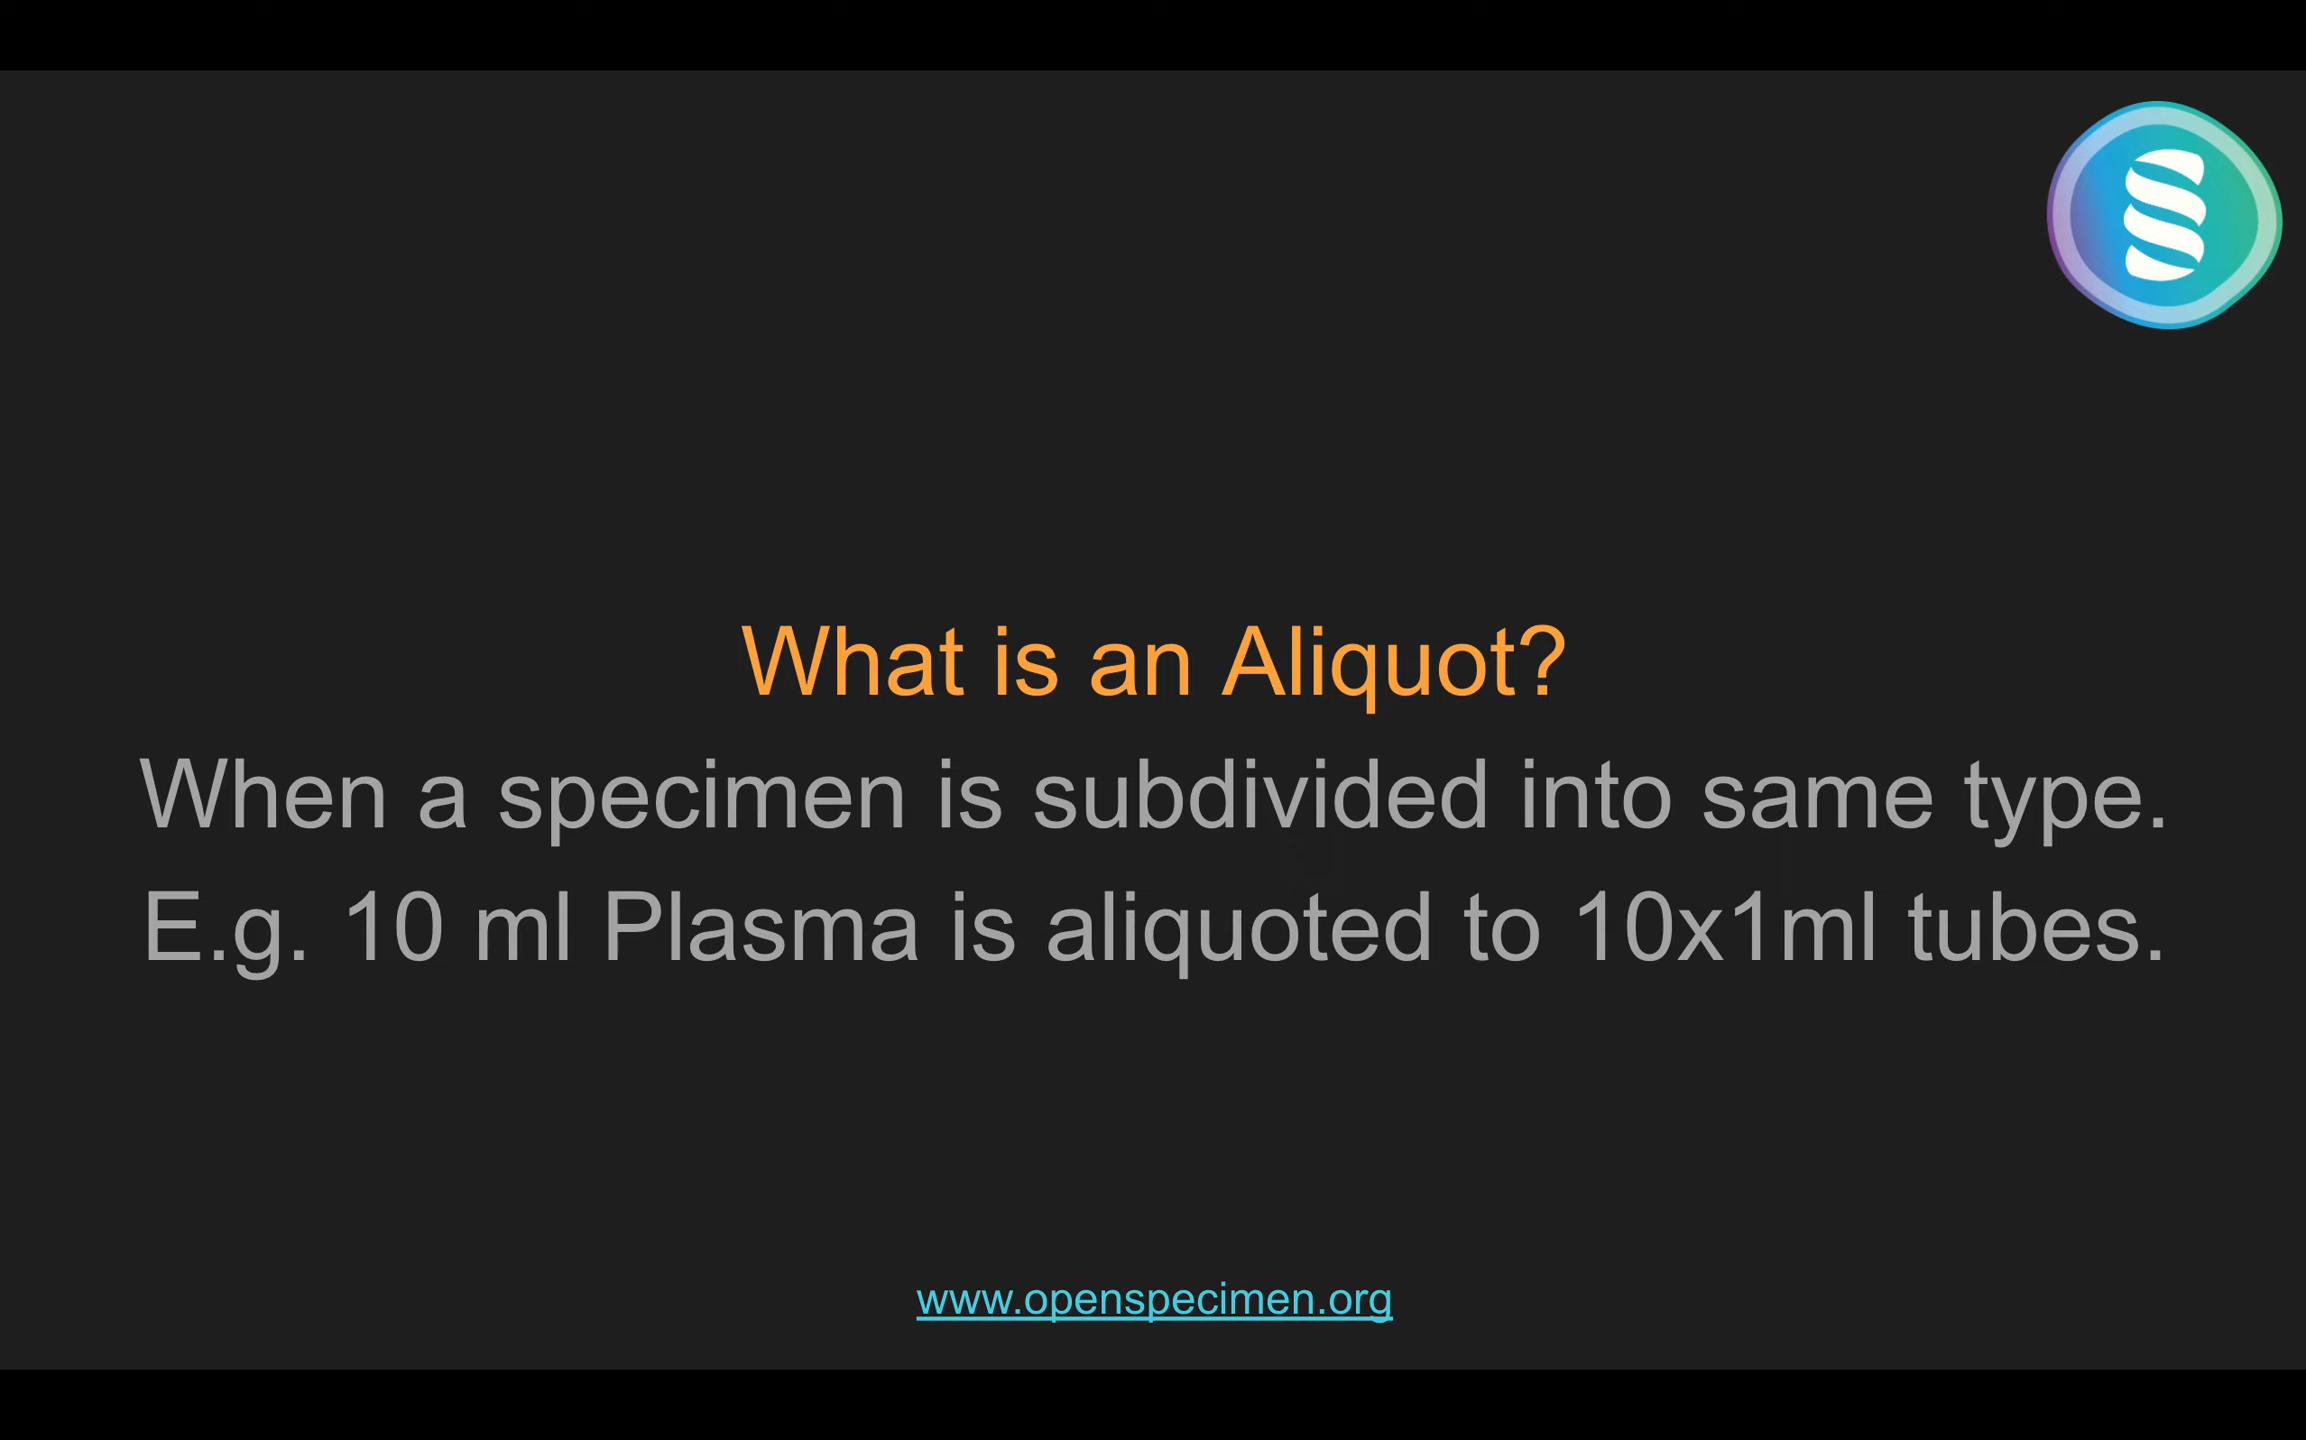 What is an Aliquot?
When a specimen is subdivided into same type.
E.g. 10 ml Plasma is aliquoted to 10x1ml tubes.
www.openspecimen.org